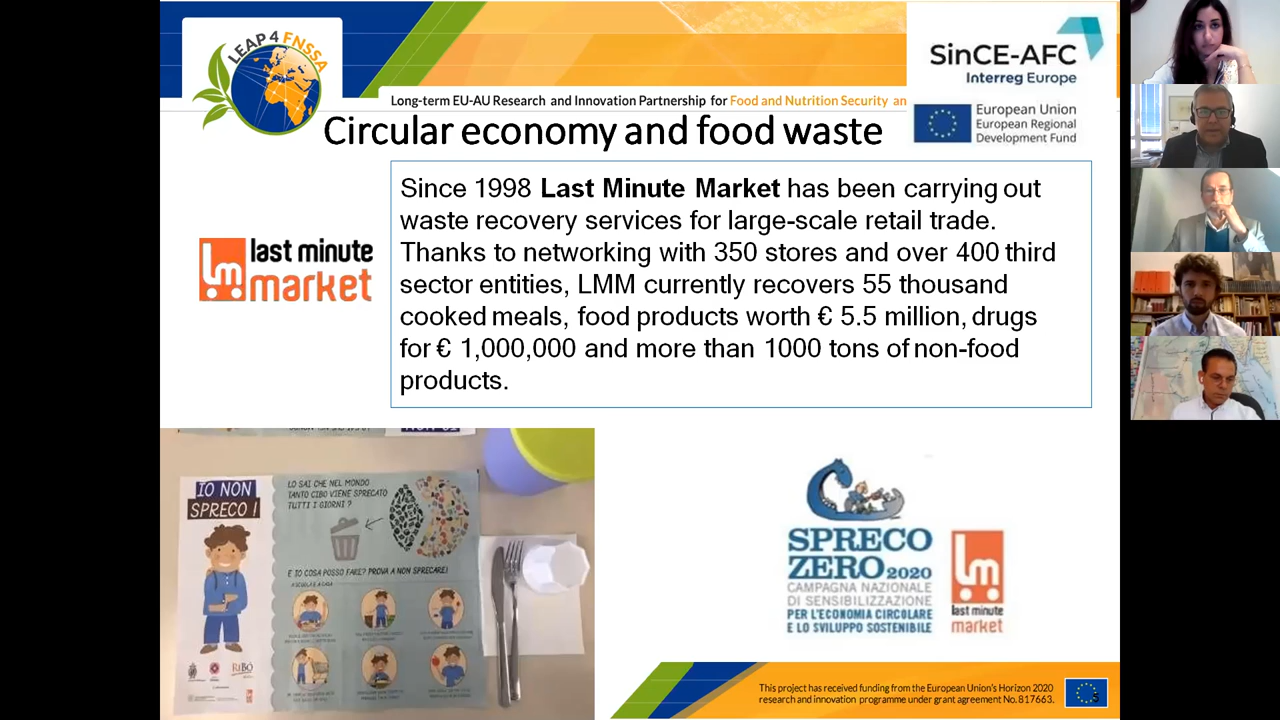 LEAP 4 FNSSA
SinCE-AFC
Interreg Europe
Long-term EU-AU Research and Innovation Partnership for Food and Nutrition Security an
European Union
European Regional
Development Fund
Circular economy and food waste
Since 1998 Last Minute Market has been carrying out
waste recovery services for large-scale retail trade.
Thanks to networking with 350 stores and over 400 third
sector entities, LMM currently recovers 55 thousand
cooked meals, food products worth € 5.5 million, drugs
for € 1,000,000 and more than 1000 tons of non-food
products.
lm
last minute
market
IO NON
SPRECO !
LO SAI CHE NEL MONDO
TANTO CIBO VIENE SPRECATO
TUTTI I GIORNI ?
E IO COSA POSSO FARE? PROVA A NON SPRECARE!
RiBò
SPRECO
ZERO 2020
CAMPAGNA NAZIONALE
DI SENSIBILIZZAZIONE
PER L'ECONOMIA CIRCOLARE
E LO SVILUPPO SOSTENIBILE
lm
last minute
market
This project has received funding from the European Union's Horizon 2020
research and innovation programme under grant agreement No. 817663.
5